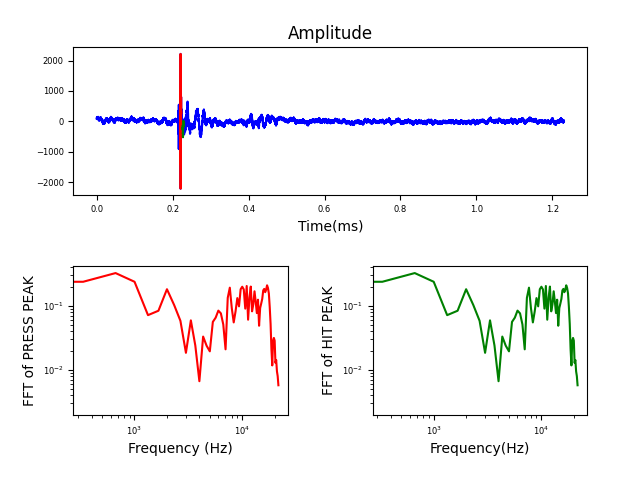 Amplitude
2000
1000
0
−1000
−2000
0.0 0.2 0.4 0.6 0.8 1.0 1.2
Time(ms)
FFT of PRESS PEAK
10⁻¹
10⁻²
10³ 10⁴
Frequency (Hz)
FFT of HIT PEAK
10⁻¹
10⁻²
10³ 10⁴
Frequency(Hz)